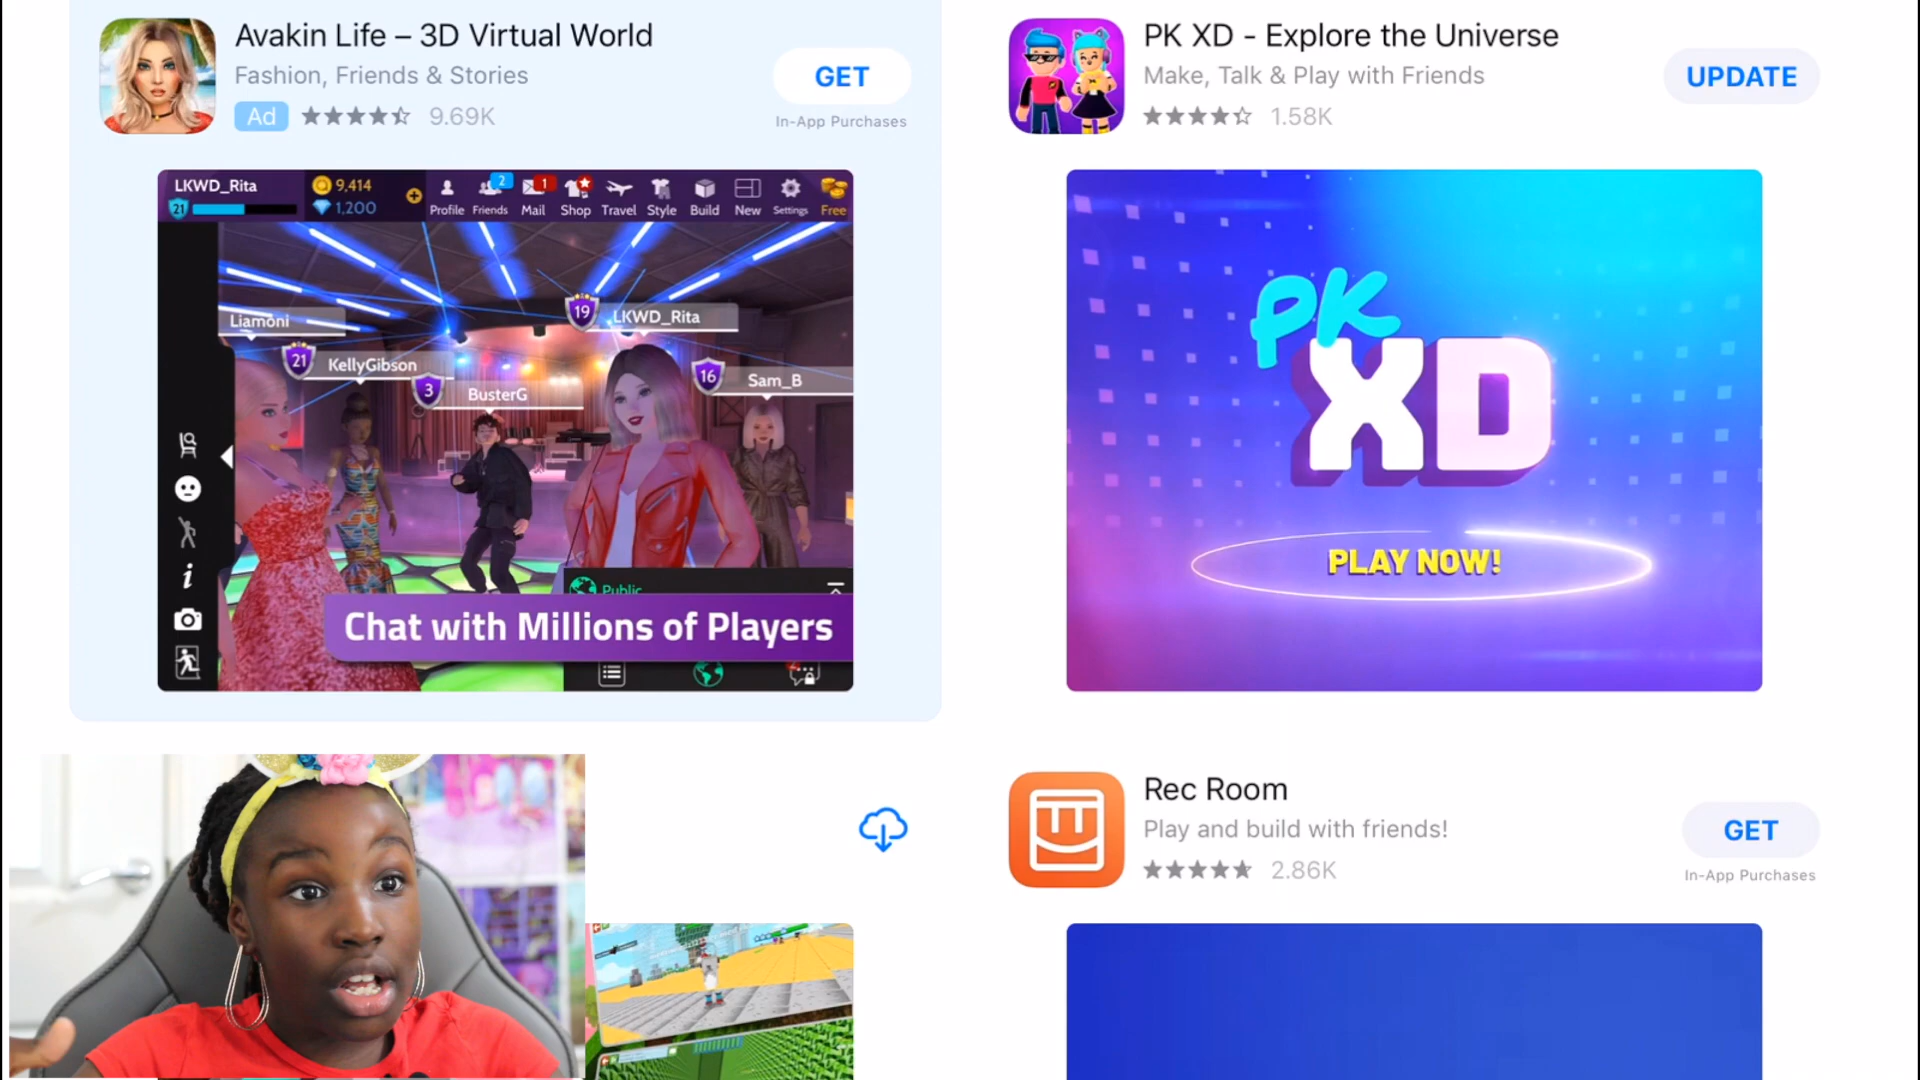 Avakin Life – 3D Virtual World
Fashion, Friends & Stories
Ad
9.69K
GET
In-App Purchases
LKWD_Rita
21
9,414
1,200
2
1
Profile
Friends
Mail
Shop
Travel
Style
Build
New
Settings
Free
Liamoni
21
KellyGibson
3
BusterG
19
LKWD_Rita
16
Sam_B
Public
Chat with Millions of Players
PK XD - Explore the Universe
Make, Talk & Play with Friends
1.58K
UPDATE
PK
XD
PLAY NOW!
Rec Room
Play and build with friends!
2.86K
GET
In-App Purchases